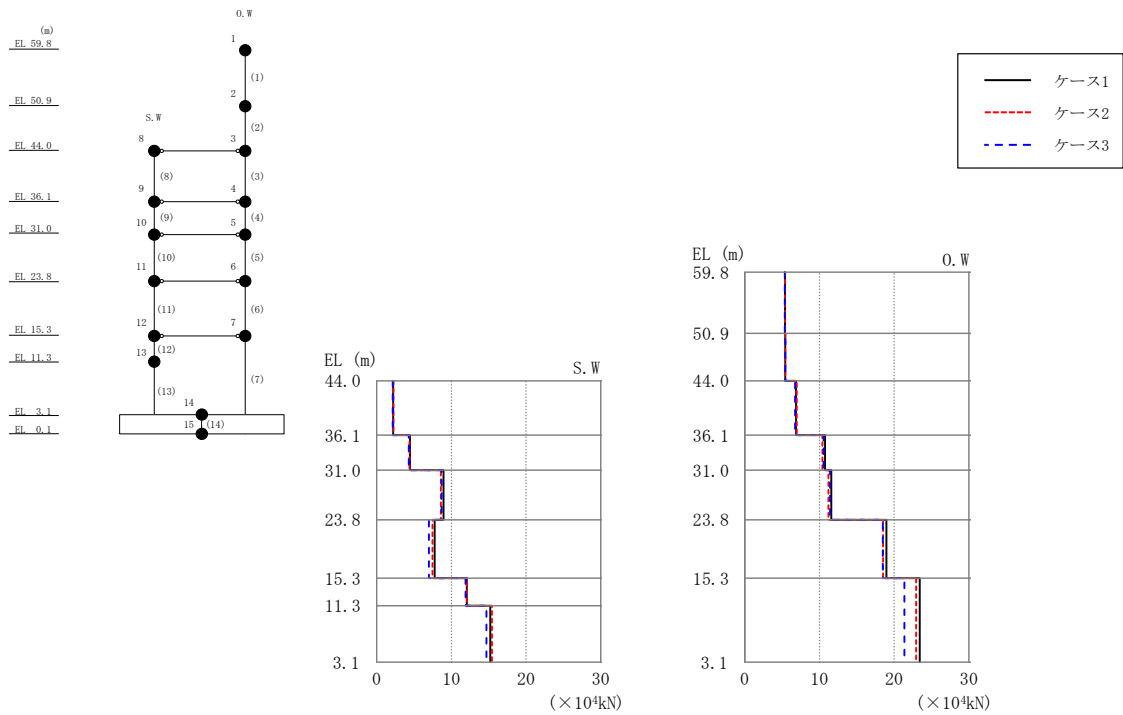 O.W
(m)
EL 59.8
1
(1)
EL 50.9
2
(2)
S.W
EL 44.0
8
3
(8)
(3)
EL 36.1
9
4
(9)
(4)
EL 31.0
10
5
(10)
(5)
EL 23.8
11
6
(11)
(6)
EL 15.3
12
7
(12)
EL 11.3
13
(13)
(7)
EL 3.1
14
EL 0.1
15
(14)
ケース1
ケース2
ケース3
EL (m)
S.W
44.0
36.1
31.0
23.8
15.3
11.3
3.1
0
10
20
30
(×10⁴kN)
EL (m)
O.W
59.8
50.9
44.0
36.1
31.0
23.8
15.3
3.1
0
10
20
30
(×10⁴kN)